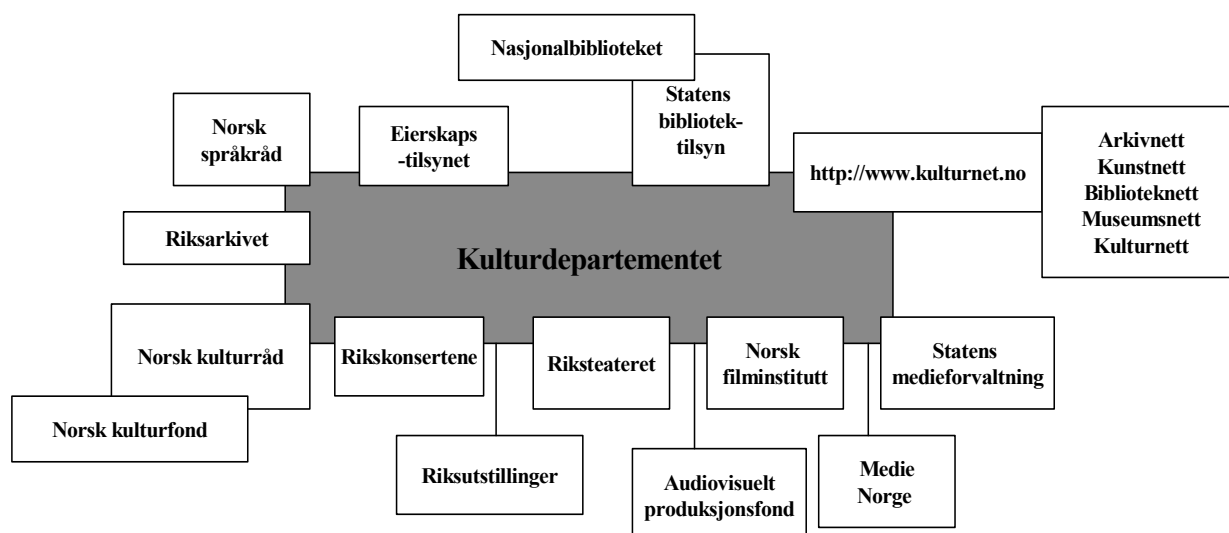 Nasjonalbiblioteket
Norsk
språkråd
Eierskaps
-tilsynet
Statens
bibliotek-
tilsyn
http://www.kulturnet.no
Arkivnett
Kunstnett
Biblioteknett
Museumsnett
Kulturnett
Riksarkivet
Kulturdepartementet
Norsk kulturråd
Rikskonsertene
Riksteateret
Norsk
filminstitutt
Statens
medieforvaltning
Norsk kulturfond
Riksutstillinger
Audiovisuelt
produksjonsfond
Medie
Norge